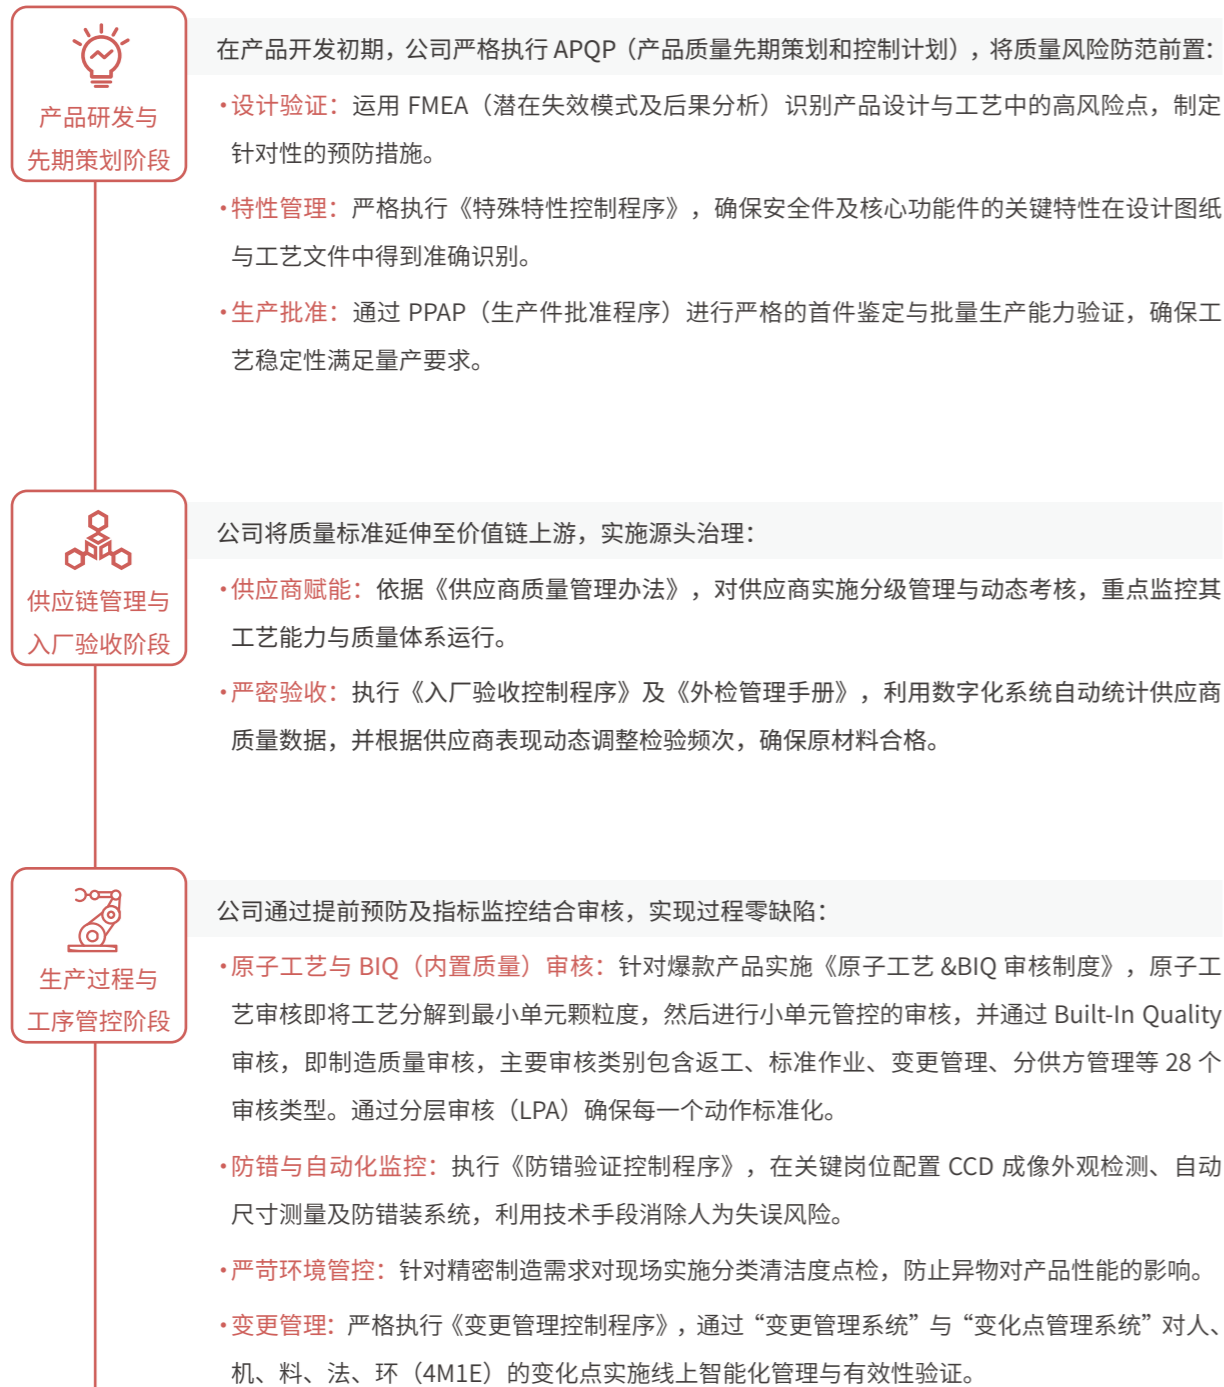 产品研发与
先期策划阶段
在产品开发初期，公司严格执行 APQP（产品质量先期策划和控制计划），将质量风险防范前置：
•设计验证：运用 FMEA（潜在失效模式及后果分析）识别产品设计与工艺中的高风险点，制定
针对性的预防措施。
•特性管理：严格执行《特殊特性控制程序》，确保安全件及核心功能件的关键特性在设计图纸
与工艺文件中得到准确识别。
•生产批准：通过 PPAP（生产件批准程序）进行严格的首件鉴定与批量生产能力验证，确保工
艺稳定性满足量产要求。
供应链管理与
入厂验收阶段
公司将质量标准延伸至价值链上游，实施源头治理：
•供应商赋能：依据《供应商质量管理办法》，对供应商实施分级管理与动态考核，重点监控其
工艺能力与质量体系运行。
•严密验收：执行《入厂验收控制程序》及《外检管理手册》，利用数字化系统自动统计供应商
质量数据，并根据供应商表现动态调整检验频次，确保原材料合格。
生产过程与
工序管控阶段
公司通过提前预防及指标监控结合审核，实现过程零缺陷：
•原子工艺与 BIQ（内置质量）审核：针对爆款产品实施《原子工艺 &BIQ 审核制度》，原子工
艺审核即将工艺分解到最小单元颗粒度，然后进行小单元管控的审核，并通过 Built-In Quality
审核，即制造质量审核，主要审核类别包含返工、标准作业、变更管理、分供方管理等 28 个
审核类型。通过分层审核（LPA）确保每一个动作标准化。
•防错与自动化监控：执行《防错验证控制程序》，在关键岗位配置 CCD 成像外观检测、自动
尺寸测量及防错装系统，利用技术手段消除人为失误风险。
•严苛环境管控：针对精密制造需求对现场实施分类清洁度点检，防止异物对产品性能的影响。
•变更管理：严格执行《变更管理控制程序》，通过“变更管理系统”与“变化点管理系统”对人、
机、料、法、环（4M1E）的变化点实施线上智能化管理与有效性验证。